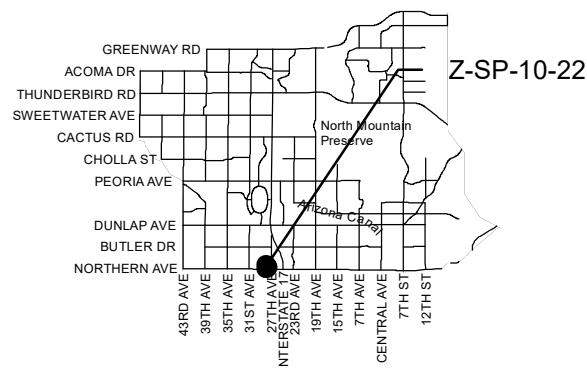 GREENWAY RD
ACOMA DR
Z-SP-10-22
THUNDERBIRD RD
SWEETWATER AVE
North Mountain
Preserve
CACTUS RD
CHOLLA ST
PEORIA AVE
Arizona Canal
DUNLAP AVE
BUTLER DR
NORTHERN AVE
43RD AVE
39TH AVE
35TH AVE
31ST AVE
27TH AVE
NTERSTATE 17
23RD AVE
19TH AVE
15TH AVE
7TH AVE
CENTRAL AVE
7TH ST
12TH ST